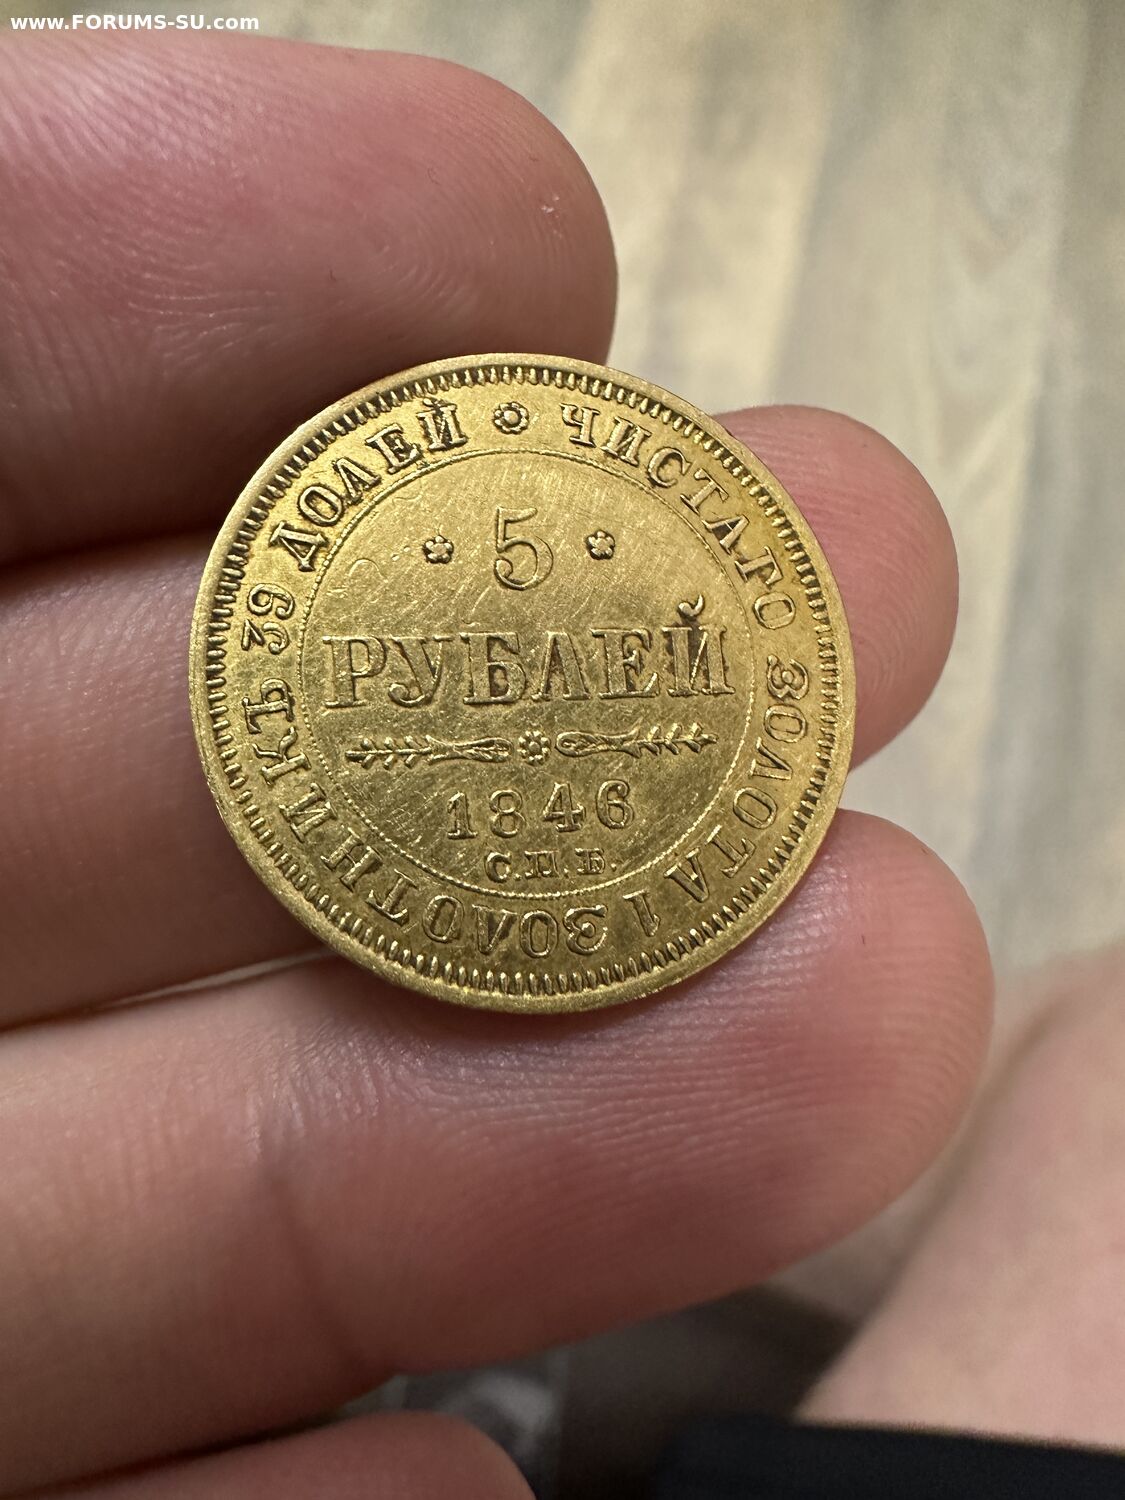 www.FORUMS-SU.com
ЧИСТАГО ЗОЛОТА 1 ЗОЛОТНИКЪ 39 ДОЛЕЙ
5
РУБЛЕЙ
1846
С.П.Б.